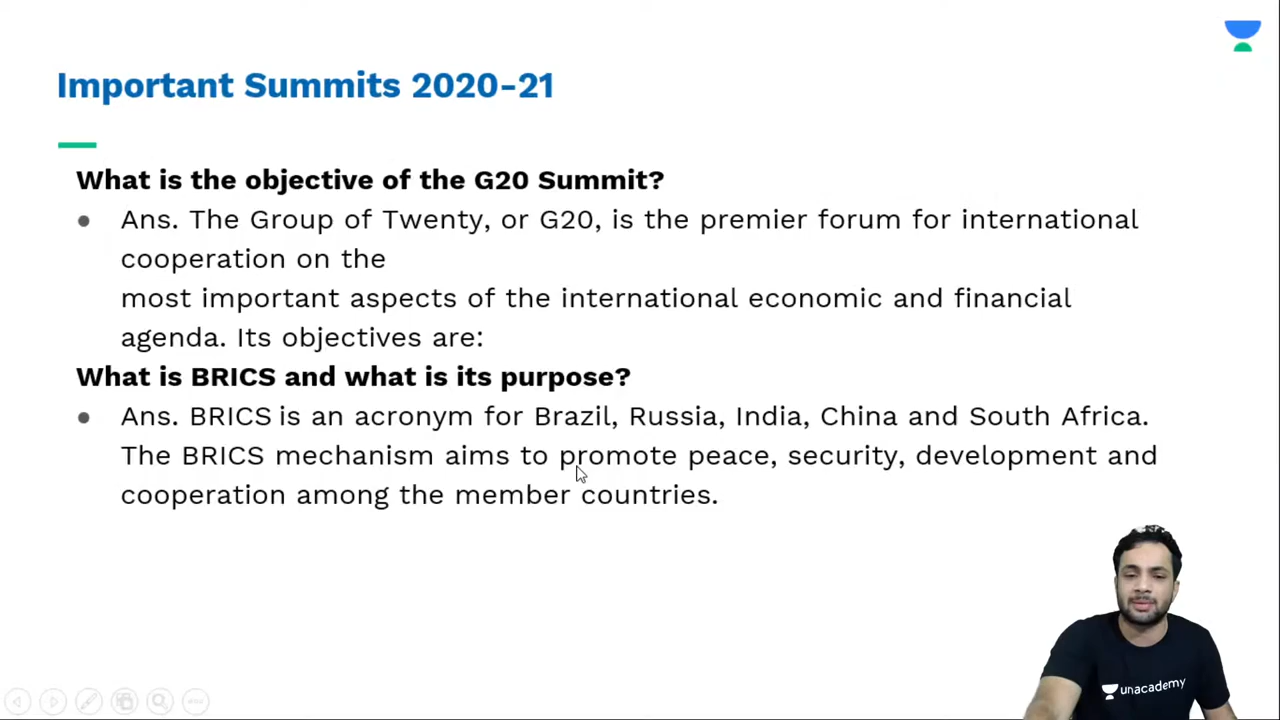 Important Summits 2020-21
What is the objective of the G20 Summit?
Ans. The Group of Twenty, or G20, is the premier forum for international
cooperation on the
most important aspects of the international economic and financial
agenda. Its objectives are:
What is BRICS and what is its purpose?
Ans. BRICS is an acronym for Brazil, Russia, India, China and South Africa.
The BRICS mechanism aims to promote peace, security, development and
cooperation among the member countries.
unacademy